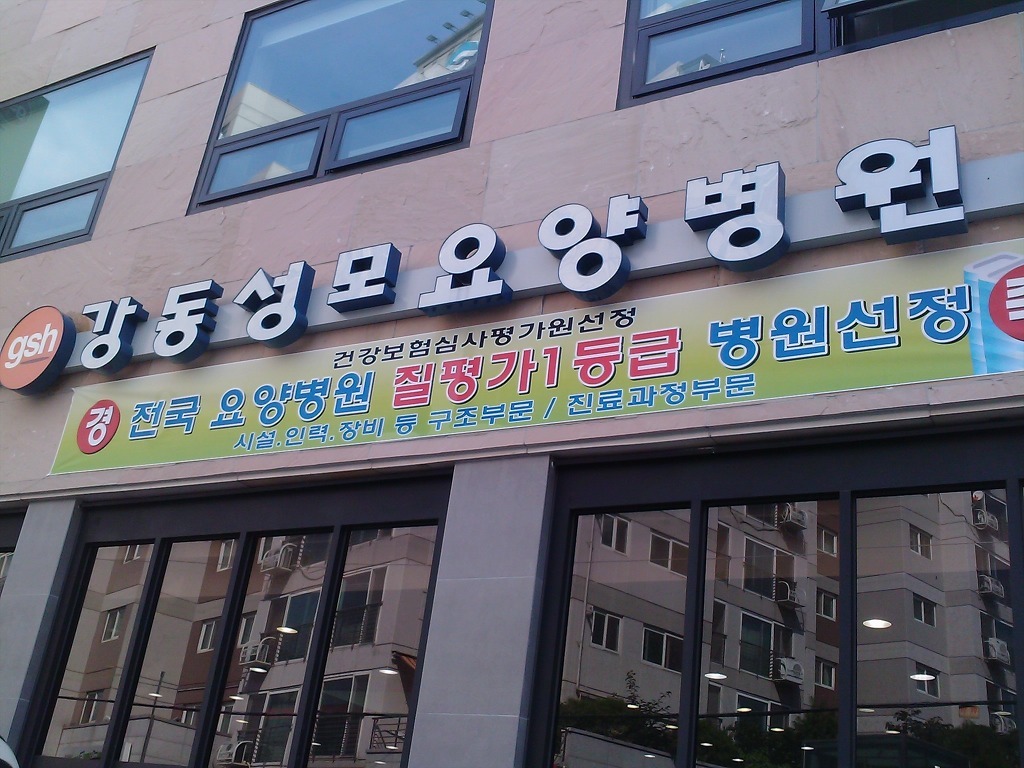 gsh 강동성모요양병원
건강보험심사평가원선정
경 전국 요양병원 질평가1등급 병원선정
시설.인력.장비 등 구조부문 / 진료과정부문